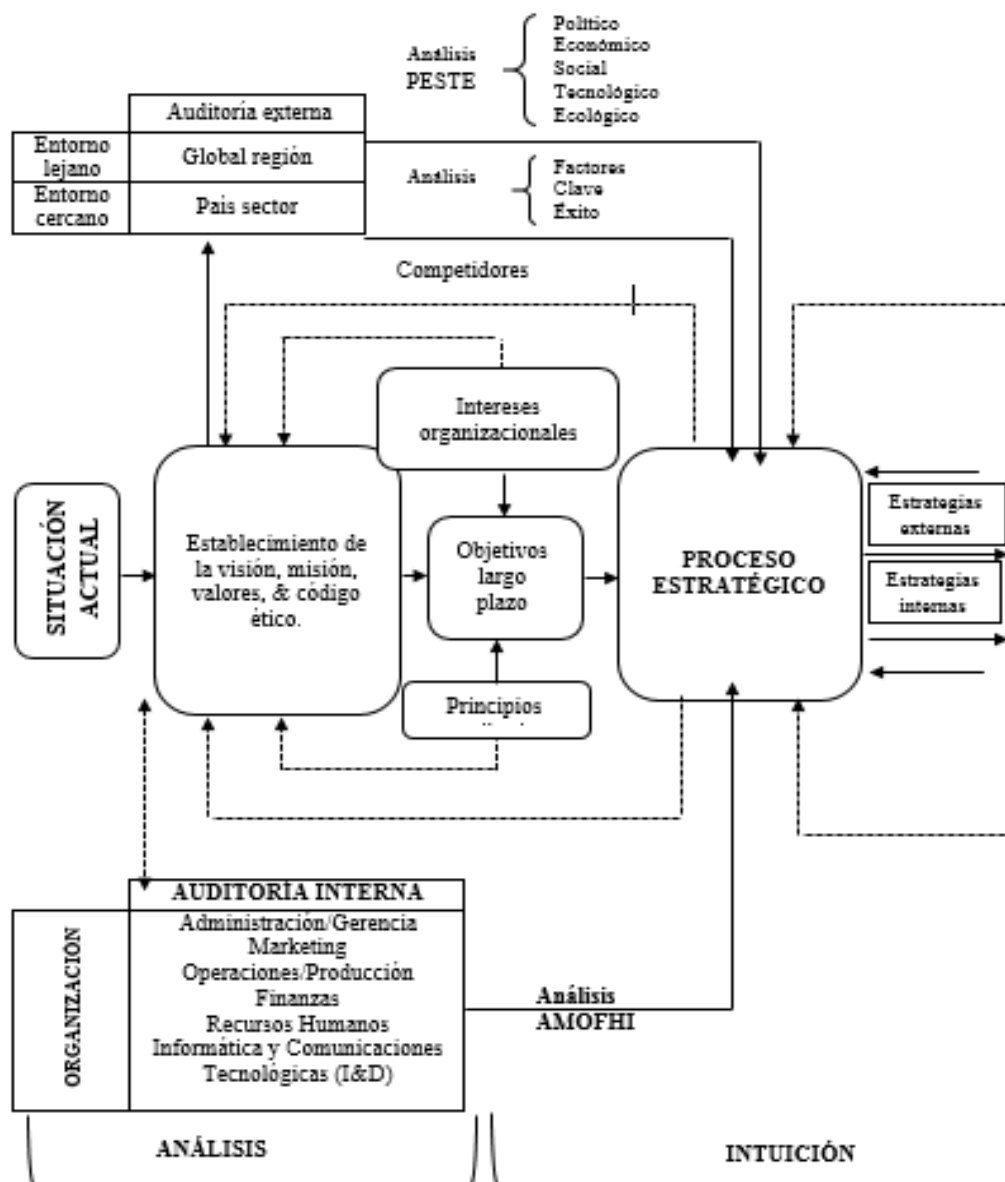 Análisis
PESTE
Político
Económico
Social
Tecnológico
Ecológico
Auditoría externa
Entorno
lejano
Global región
Entorno
cercano
Pais sector
Análisis
Factores
Clave
Éxito
Competidores
Intereses
organizacionales
SITUACIÓN
ACTUAL
Establecimiento de
la visión, misión,
valores, & código
ético.
Objetivos
largo
plazo
PROCESO
ESTRATÉGICO
Estrategias
externas
Estrategias
internas
Principios
AUDITORÍA INTERNA
ORGANIZACIÓN
Administración/Gerencia
Marketing
Operaciones/Producción
Finanzas
Recursos Humanos
Informática y Comunicaciones
Tecnológicas (I&D)
Análisis
AMOFHI
ANÁLISIS
INTUICIÓN